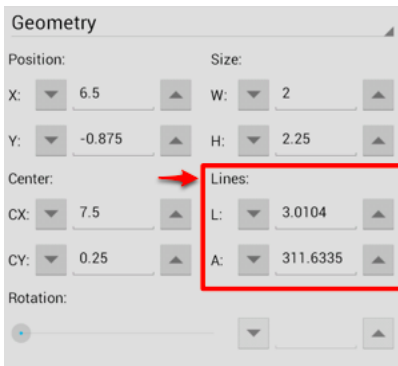 Geometry
Position: Size:
X: 6.5 W: 2
Y: -0.875 H: 2.25
Center: Lines:
CX: 7.5 L: 3.0104
CY: 0.25 A: 311.6335
Rotation: